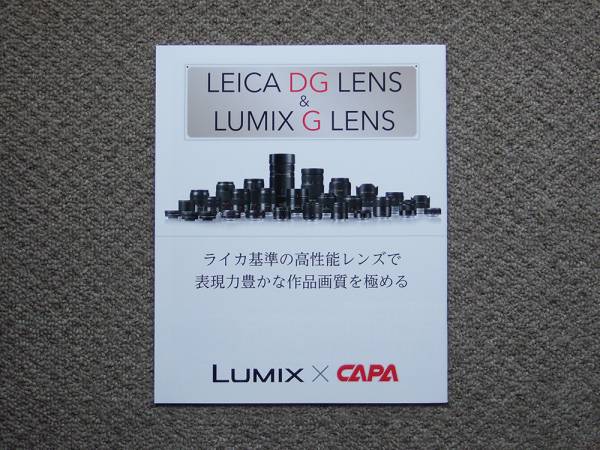 LEICA DG LENS
&
LUMIX G LENS
ライカ基準の高性能レンズで
表現力豊かな作品画質を極める
LUMIX × CAPA